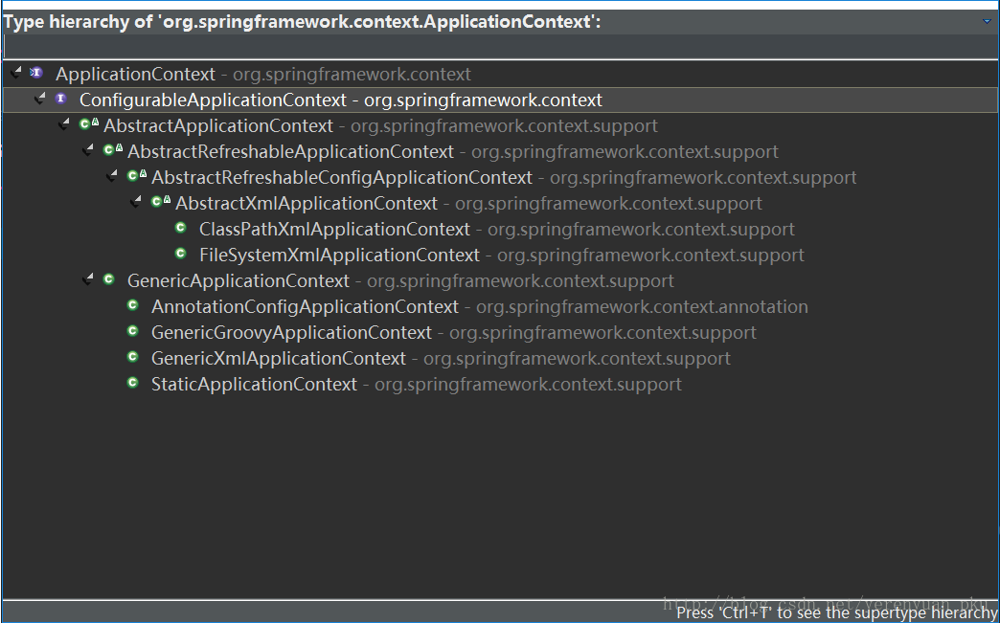 Type hierarchy of 'org.springframework.context.ApplicationContext':
ApplicationContext - org.springframework.context
ConfigurableApplicationContext - org.springframework.context
AbstractApplicationContext - org.springframework.context.support
AbstractRefreshableApplicationContext - org.springframework.context.support
AbstractRefreshableConfigApplicationContext - org.springframework.context.support
AbstractXmlApplicationContext - org.springframework.context.support
ClassPathXmlApplicationContext - org.springframework.context.support
FileSystemXmlApplicationContext - org.springframework.context.support
GenericApplicationContext - org.springframework.context.support
AnnotationConfigApplicationContext - org.springframework.context.annotation
GenericGroovyApplicationContext - org.springframework.context.support
GenericXmlApplicationContext - org.springframework.context.support
StaticApplicationContext - org.springframework.context.support
http://blog.csdn.net/yerenyuan_pku
Press 'Ctrl+T' to see the supertype hierarchy